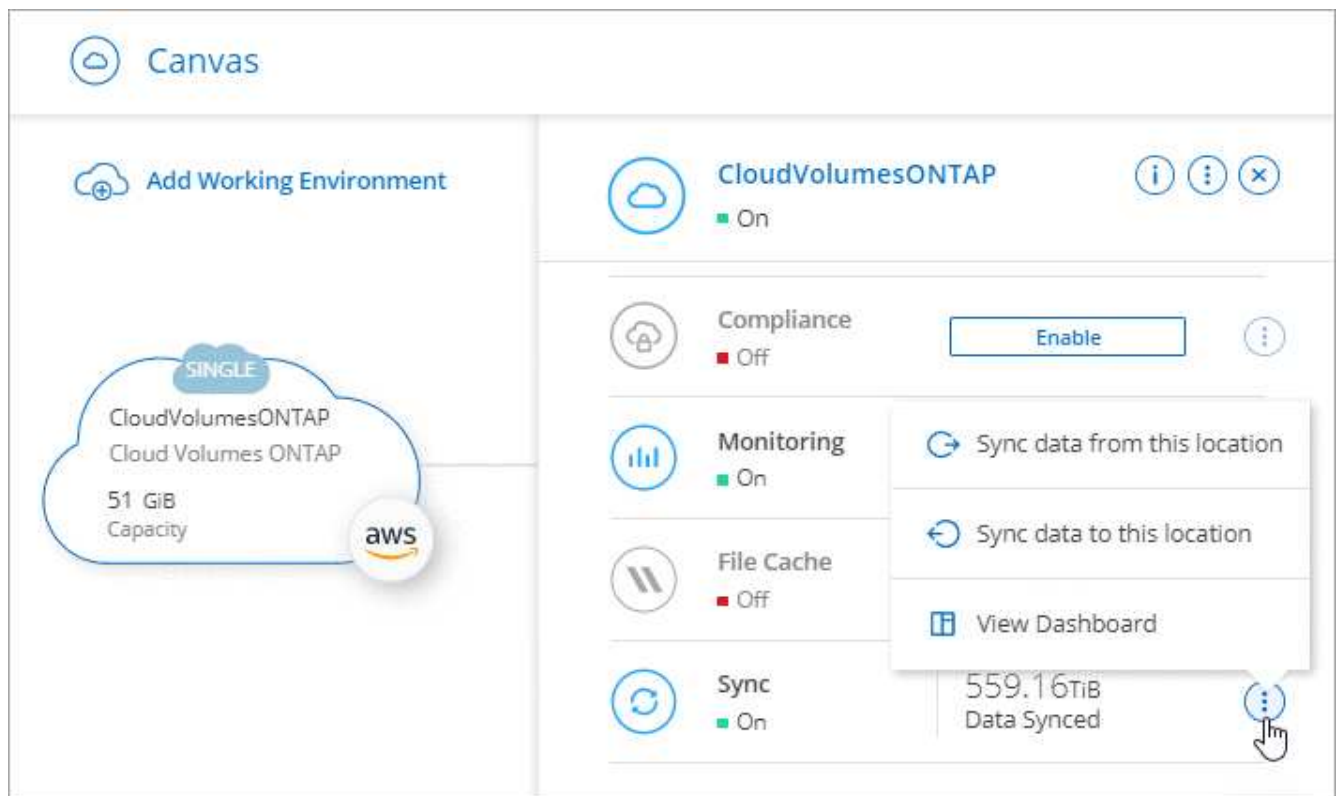 Canvas
Add Working Environment
SINGLE
CloudVolumesONTAP
Cloud Volumes ONTAP
51 GiB
Capacity
aws
CloudVolumesONTAP
On
Compliance
Off
Enable
Monitoring
On
File Cache
Off
Sync
On
Sync data from this location
Sync data to this location
View Dashboard
559.16TiB
Data Synced